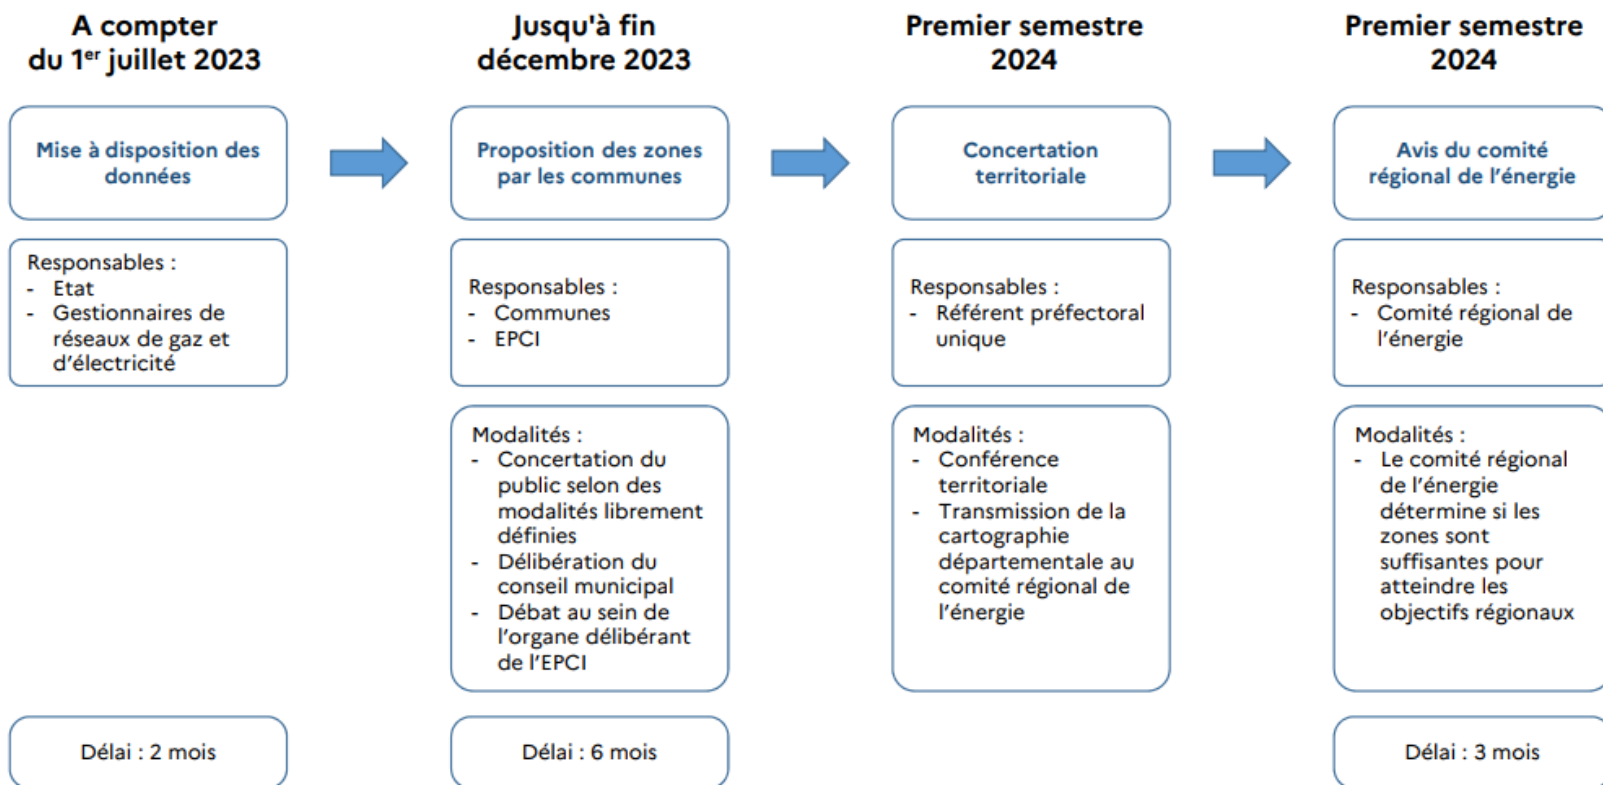 A compter
du 1er juillet 2023
Jusqu'à fin
décembre 2023
Premier semestre
2024
Premier semestre
2024
Mise à disposition des
données
Proposition des zones
par les communes
Concertation
territoriale
Avis du comité
régional de l'énergie
Responsables :
- Etat
- Gestionnaires de
réseaux de gaz et
d'électricité
Responsables :
- Communes
- EPCI
Responsables :
- Référent préfectoral
unique
Responsables :
- Comité régional de
l'énergie
Modalités :
- Concertation du
public selon des
modalités librement
définies
- Délibération du
conseil municipal
- Débat au sein de
l'organe délibérant
de l'EPCI
Modalités :
- Conférence
territoriale
- Transmission de la
cartographie
départementale au
comité régional de
l'énergie
Modalités :
- Le comité régional
de l'énergie
détermine si les
zones sont
suffisantes pour
atteindre les
objectifs régionaux
Délai : 2 mois
Délai : 6 mois
Délai : 3 mois